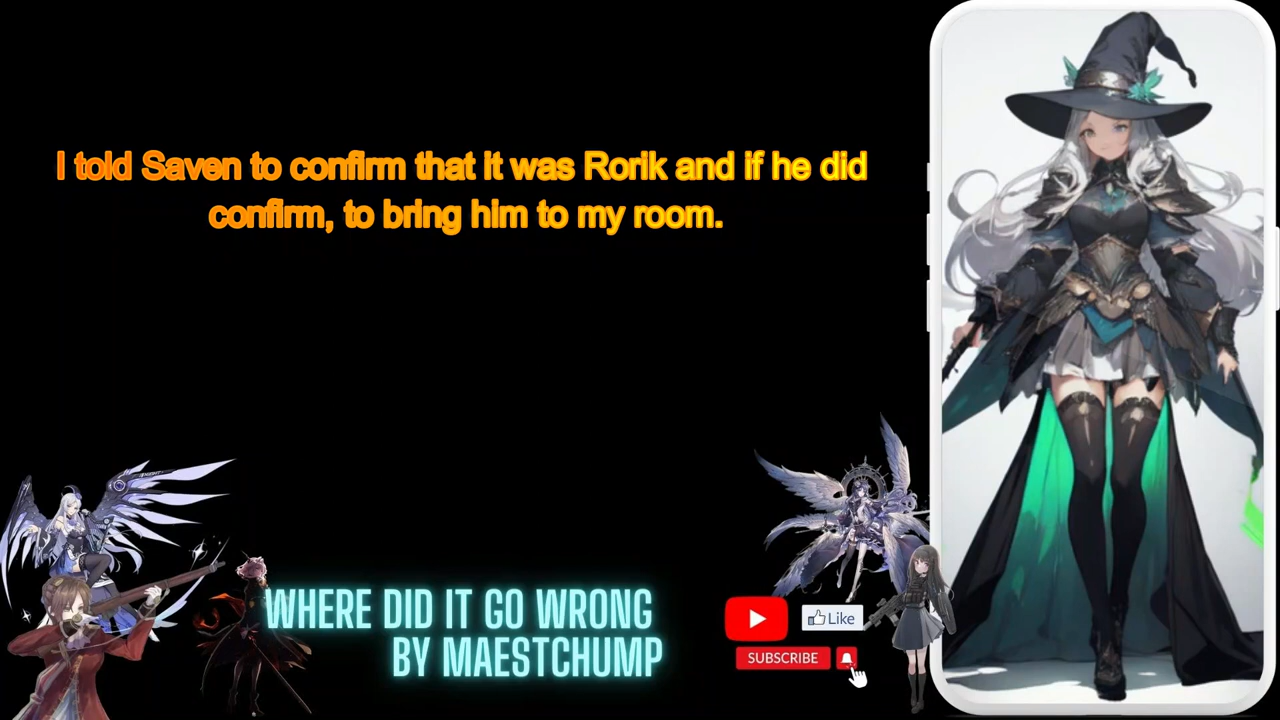 I told Saven to confirm that it was Rorik and if he did
confirm, to bring him to my room.
WHERE DID IT GO WRONG
BY MAESTCHUMP
Like
SUBSCRIBE